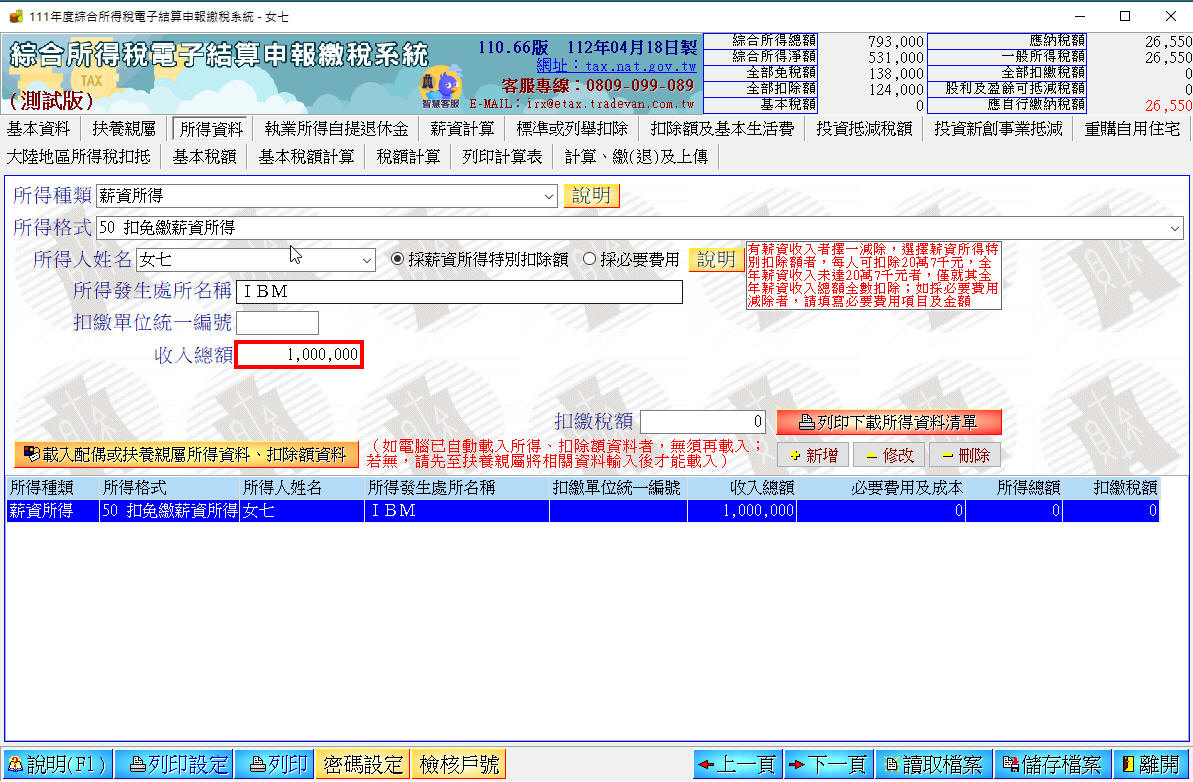 111年度綜合所得稅電子結算申報繳稅系統 - 女七
綜合所得稅電子結算申報繳稅系統
(測試版)
TAX
智慧客服
110.66版 112年04月18日製
網址：tax.nat.gov.tw
客服專線：0809-099-089
E-MAIL：irx@etax.tradevan.com.tw
綜合所得總額 793,000 應納稅額 26,550
綜合所得淨額 531,000 一般所得稅額 26,550
全部免稅額 138,000 全部扣繳稅額 0
全部扣除額 124,000 股利及盈餘可抵減稅額 0
基本稅額 0 應自行繳納稅額 26,550
基本資料 扶養親屬 所得資料 執業所得自提退休金 薪資計算 標準或列舉扣除 扣除額及基本生活費 投資抵減稅額 投資新創事業抵減 重購自用住宅
大陸地區所得稅扣抵 基本稅額 基本稅額計算 稅額計算 列印計算表 計算、繳(退)及上傳
所得種類 薪資所得 說明
所得格式 50 扣免繳薪資所得
所得人姓名 女七 採薪資所得特別扣除額 採必要費用 說明
有薪資收入者擇一減除，選擇薪資所得特
別扣除額者，每人可扣除20萬7千元，全
年薪資收入未達20萬7千元者，僅就其全
年薪資收入總額全數扣除；如採必要費用
減除者，請填寫必要費用項目及金額
所得發生處所名稱 ＩＢＭ
扣繳單位統一編號
收入總額 1,000,000
扣繳稅額 0 列印下載所得資料清單
載入配偶或扶養親屬所得資料、扣除額資料
（如電腦已自動載入所得、扣除額資料者，無須再載入；
若無，請先至扶養親屬將相關資料輸入後才能載入）
新增 修改 刪除
所得種類 所得格式 所得人姓名 所得發生處所名稱 扣繳單位統一編號 收入總額 必要費用及成本 所得總額 扣繳稅額
薪資所得 50 扣免繳薪資所得 女七 ＩＢＭ 1,000,000 0 0 0
說明(F1) 列印設定 列印 密碼設定 檢核戶號 上一頁 下一頁 讀取檔案 儲存檔案 離開